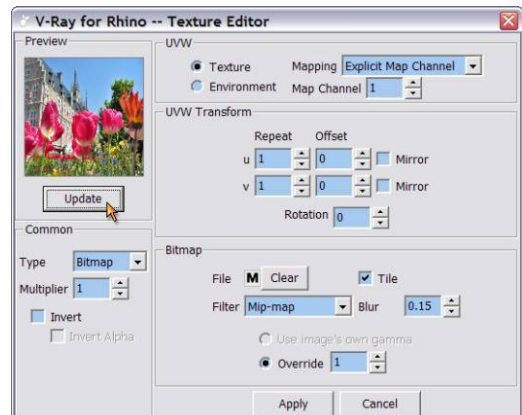 V-Ray for Rhino -- Texture Editor
Preview
Update
Common
Type Bitmap
Multiplier 1
Invert
Invert Alpha
UVW
Texture Mapping Explicit Map Channel
Environment Map Channel 1
UVW Transform
Repeat Offset
u 1 0 Mirror
v 1 0 Mirror
Rotation 0
Bitmap
File M Clear Tile
Filter Mip-map Blur 0.15
Use image's own gamma
Override 1
Apply Cancel